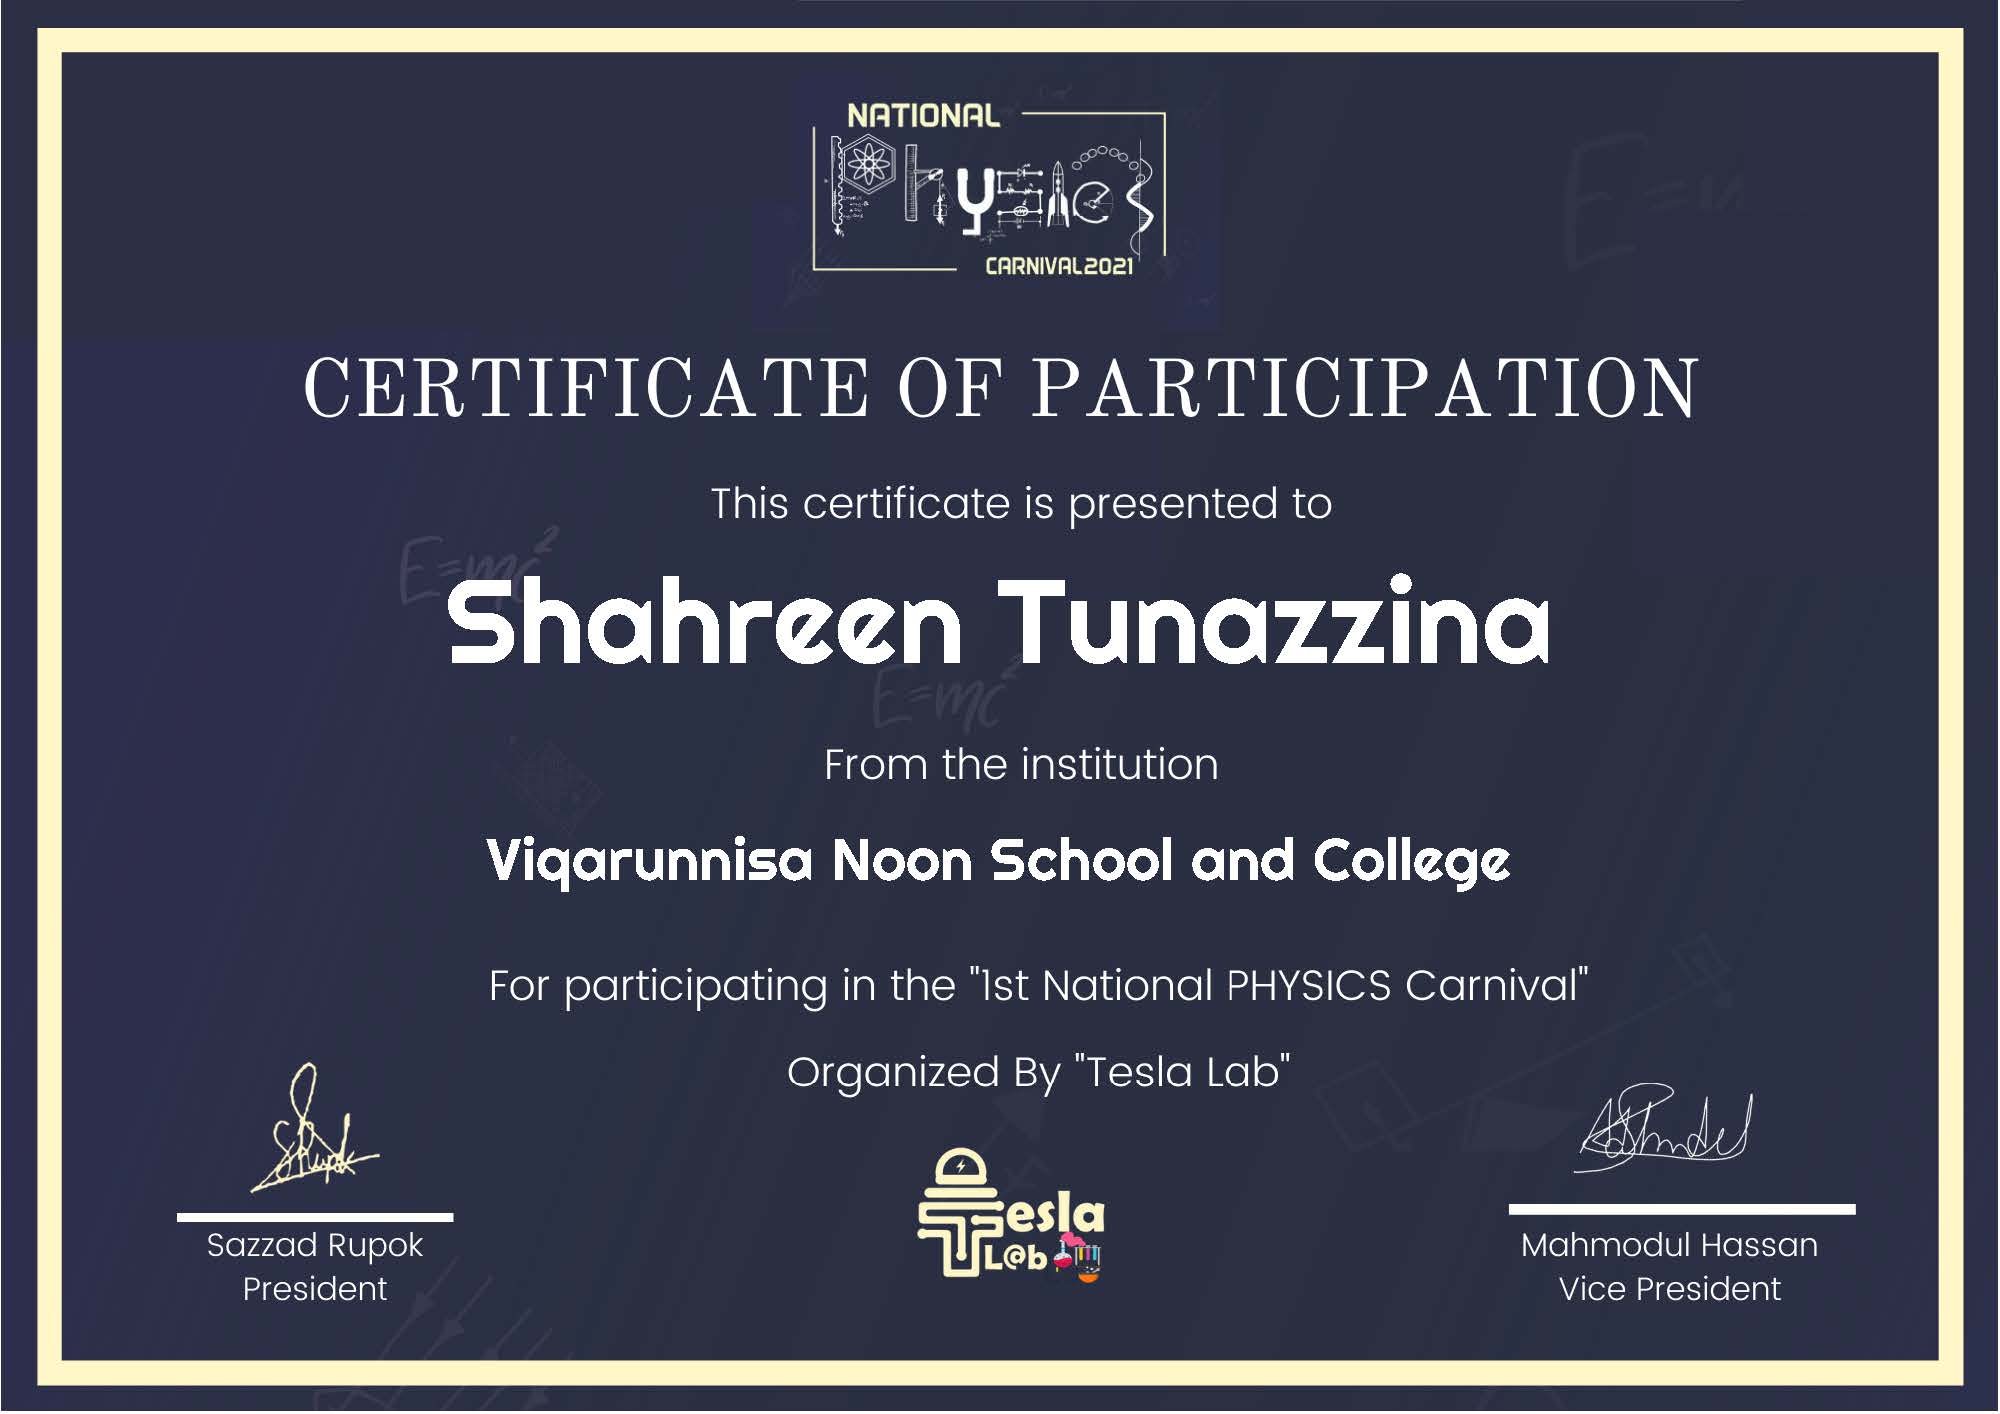 NATIONAL
Physics
CARNIVAL2021
CERTIFICATE OF PARTICIPATION
This certificate is presented to
E=mc²
Shahreen Tunazzina
E=mc²
From the institution
Viqarunnisa Noon School and College
For participating in the "1st National PHYSICS Carnival"
Organized By "Tesla Lab"
Tesla
L@b
Sazzad Rupok
President
Mahmodul Hassan
Vice President